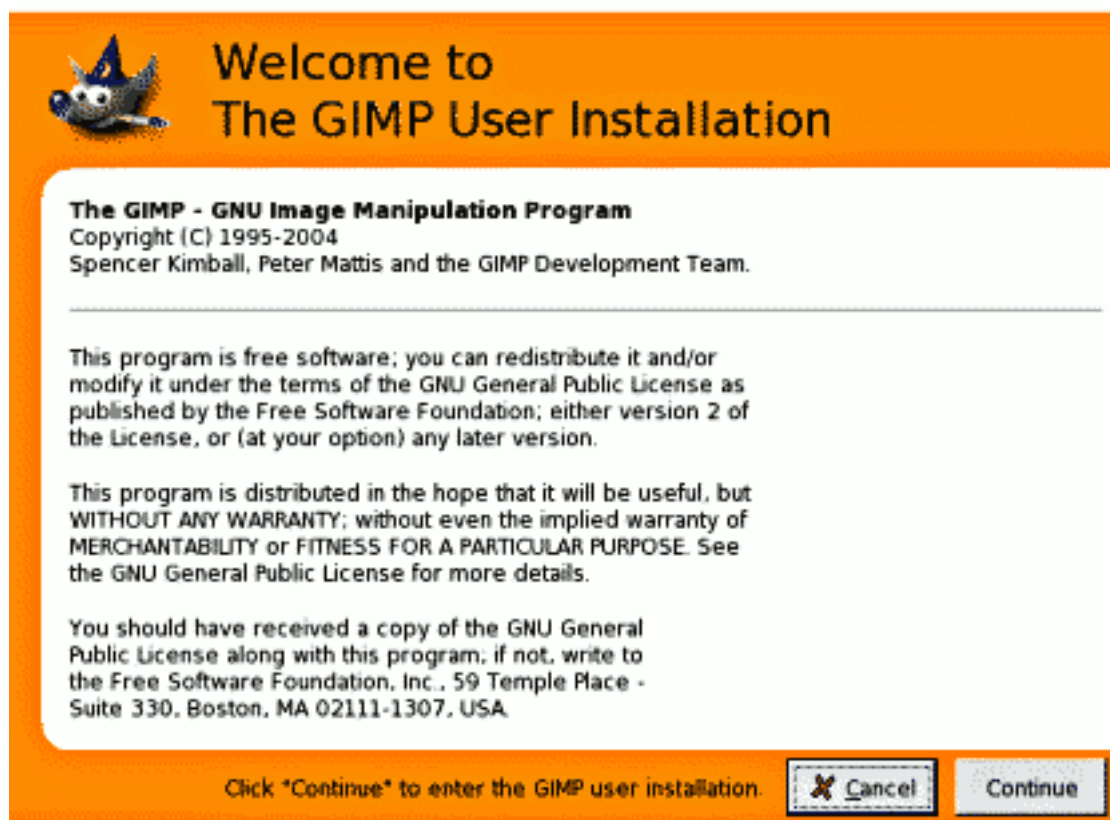 Welcome to
The GIMP User Installation
The GIMP - GNU Image Manipulation Program
Copyright (C) 1995-2004
Spencer Kimball, Peter Mattis and the GIMP Development Team.
This program is free software; you can redistribute it and/or
modify it under the terms of the GNU General Public License as
published by the Free Software Foundation; either version 2 of
the License, or (at your option) any later version.
This program is distributed in the hope that it will be useful, but
WITHOUT ANY WARRANTY; without even the implied warranty of
MERCHANTABILITY or FITNESS FOR A PARTICULAR PURPOSE. See
the GNU General Public License for more details.
You should have received a copy of the GNU General
Public License along with this program; if not, write to
the Free Software Foundation, Inc., 59 Temple Place -
Suite 330, Boston, MA 02111-1307, USA.
Click "Continue" to enter the GIMP user installation.
Cancel
Continue